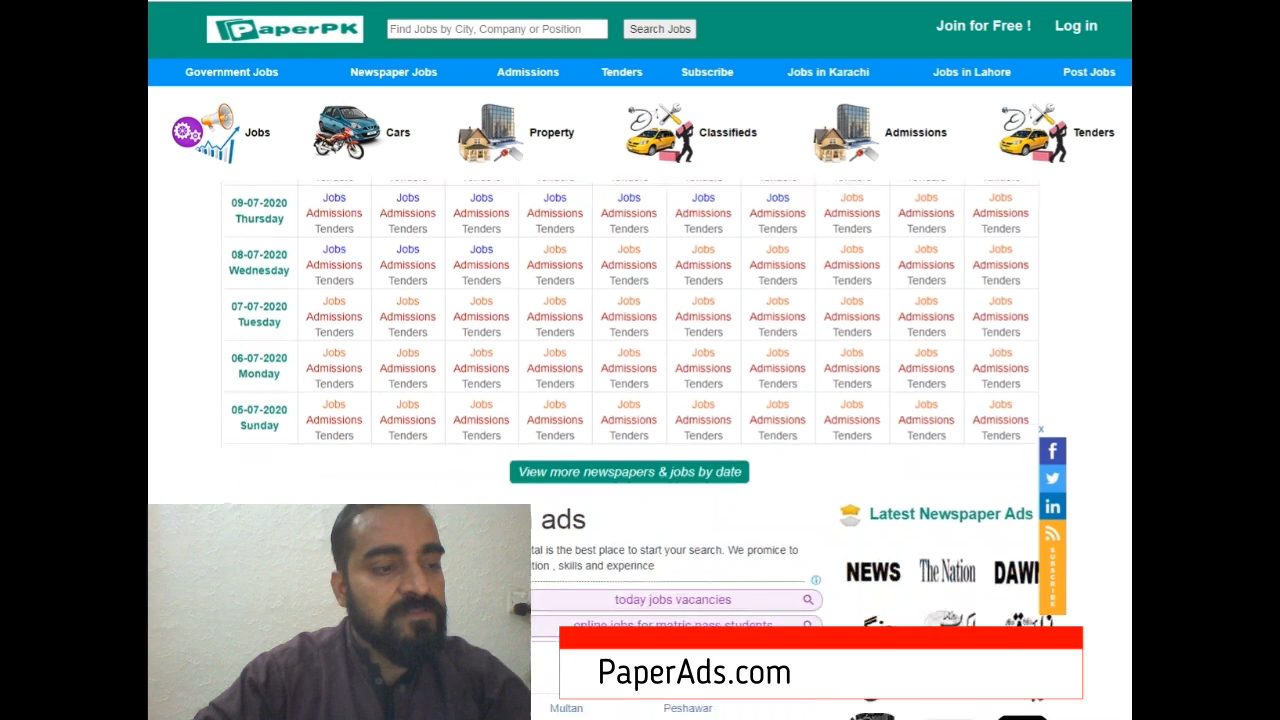 PaperPK
Find Jobs by City, Company or Position
Search Jobs
Join for Free !
Log in
Government Jobs
Newspaper Jobs
Admissions
Tenders
Subscribe
Jobs in Karachi
Jobs in Lahore
Post Jobs
Jobs
Cars
Property
Classifieds
Admissions
Tenders
09-07-2020 Jobs Jobs Jobs Jobs Jobs Jobs Jobs Jobs Jobs Jobs
Thursday Admissions Admissions Admissions Admissions Admissions Admissions Admissions Admissions Admissions Admissions
Tenders Tenders Tenders Tenders Tenders Tenders Tenders Tenders Tenders Tenders
08-07-2020 Jobs Jobs Jobs Jobs Jobs Jobs Jobs Jobs Jobs Jobs
Wednesday Admissions Admissions Admissions Admissions Admissions Admissions Admissions Admissions Admissions Admissions
Tenders Tenders Tenders Tenders Tenders Tenders Tenders Tenders Tenders Tenders
07-07-2020 Jobs Jobs Jobs Jobs Jobs Jobs Jobs Jobs Jobs Jobs
Tuesday Admissions Admissions Admissions Admissions Admissions Admissions Admissions Admissions Admissions Admissions
Tenders Tenders Tenders Tenders Tenders Tenders Tenders Tenders Tenders Tenders
06-07-2020 Jobs Jobs Jobs Jobs Jobs Jobs Jobs Jobs Jobs Jobs
Monday Admissions Admissions Admissions Admissions Admissions Admissions Admissions Admissions Admissions Admissions
Tenders Tenders Tenders Tenders Tenders Tenders Tenders Tenders Tenders Tenders
05-07-2020 Jobs Jobs Jobs Jobs Jobs Jobs Jobs Jobs Jobs Jobs
Sunday Admissions Admissions Admissions Admissions Admissions Admissions Admissions Admissions Admissions Admissions
Tenders Tenders Tenders Tenders Tenders Tenders Tenders Tenders Tenders Tenders
x
View more newspapers & jobs by date
ads
tal is the best place to start your search. We promice to
tion , skills and experince
today jobs vacancies
online jobs for matric pass students
Latest Newspaper Ads
NEWS
The Nation
DAWN
SUBSCRIBE
PaperAds.com
Multan
Peshawar